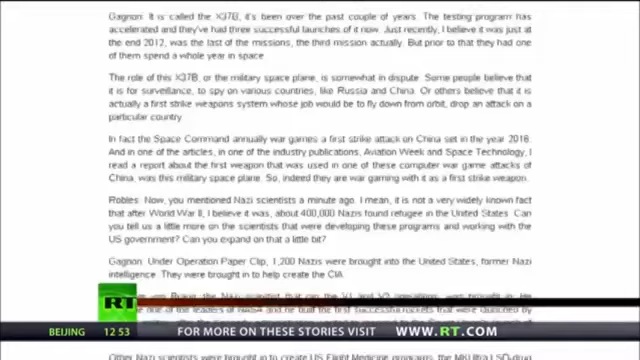 Gagnon: It is called the X37B, it's been over the past couple of years. The testing program has
accelerated and they've had three successful launches of it now. Just recently, I believe it was just at
the end 2012, was the last of the missions, the third mission actually. But prior to that they had one
of them spend a whole year in space.
The role of this X37B, or the military space plane, is somewhat in dispute. Some people believe that
it is for surveillance, to spy on various countries, like Russia and China. Or others believe that it is
actually a first strike weapons system whose job would be to fly down from orbit, drop an attack on a
particular country.
In fact the Space Command annually war games a first strike attack on China set in the year 2016.
And in one of the articles, in one of the industry publications, Aviation Week and Space Technology, I
read a report about the first weapon that was used in one of these computer war game attacks of
China, was this military space plane. So, indeed they are war gaming with it as a first strike weapon.
Robles: Now, you mentioned Nazi scientists a minute ago. I mean, it is not a very widely known fact
that after World War II, I believe it was, about 400,000 Nazis found refugee in the United States. Can
you tell us a little more on the scientists that were developing these programs and working with the
US government? Can you expand on that a little bit?
Gagnon: Under Operation Paper Clip, 1,200 Nazis were brought into the United States, former Nazi
intelligence. They were brought in to help create the CIA.
RT
BEIJING 12 53 FOR MORE ON THESE STORIES VISIT WWW.RT.COM
Other Nazi scientists were brought in to create US Flight Medicine programs, the